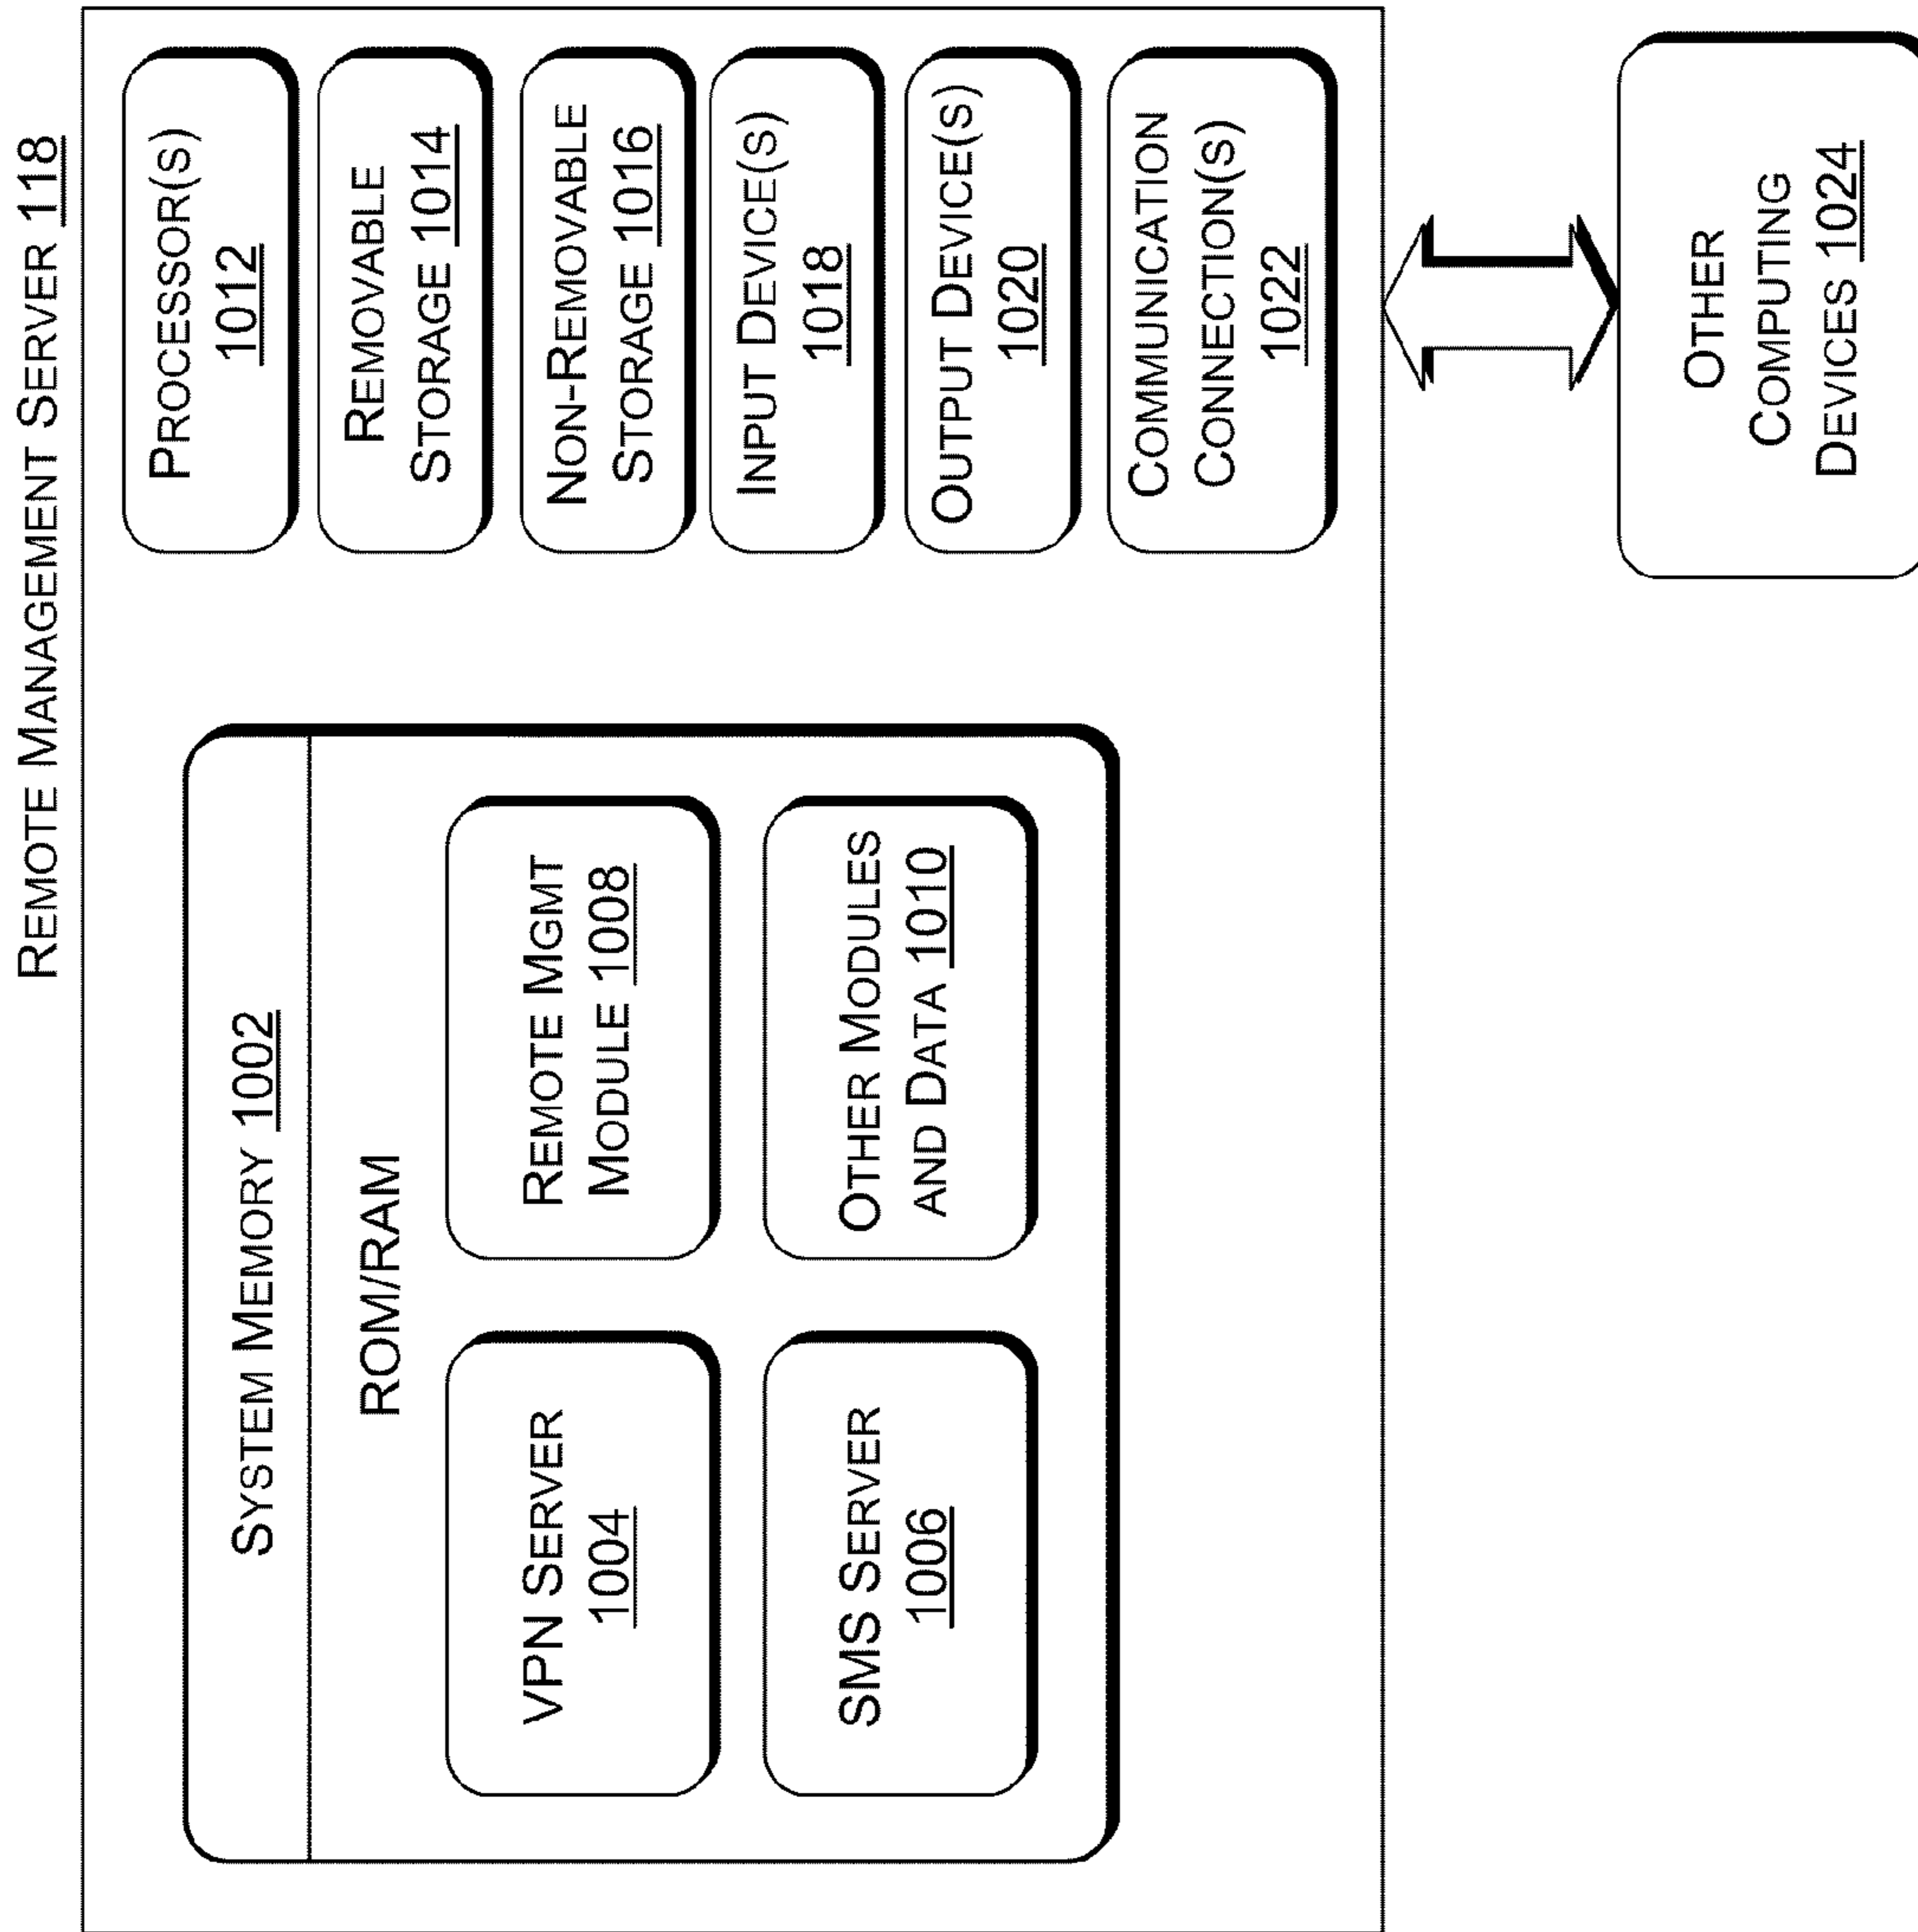 REMOTE MANAGEMENT SERVER 118
SYSTEM MEMORY 1002
ROM/RAM
VPN SERVER
1004
REMOTE MGMT
MODULE 1008
SMS SERVER
1006
OTHER MODULES
AND DATA 1010
PROCESSOR(S)
1012
REMOVABLE
STORAGE 1014
NON-REMOVABLE
STORAGE 1016
INPUT DEVICE(S)
1018
OUTPUT DEVICE(S)
1020
COMMUNICATION
CONNECTION(S)
1022
OTHER
COMPUTING
DEVICES 1024